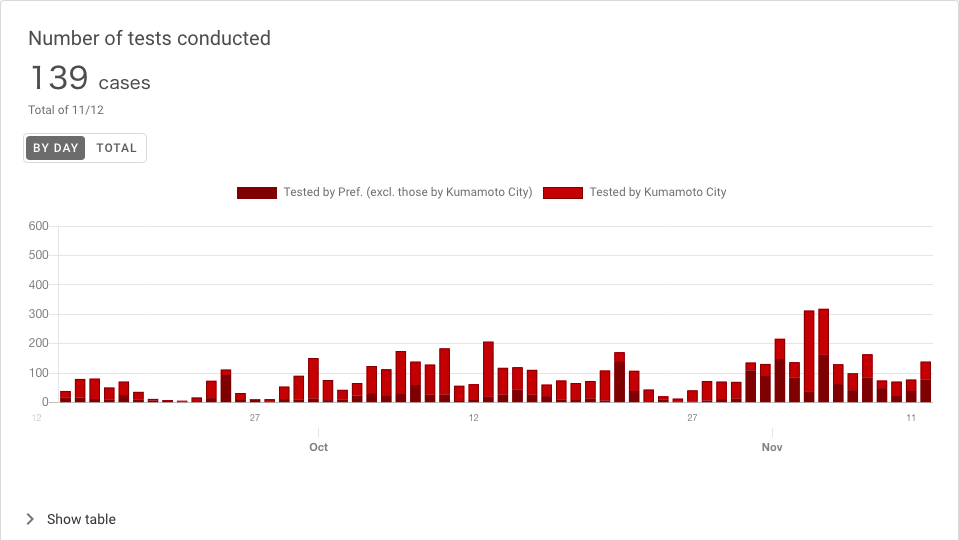 Number of tests conducted
139 cases
Total of 11/12
BY DAY TOTAL
Tested by Pref. (excl. those by Kumamoto City) Tested by Kumamoto City
600
500
400
300
200
100
0
12 27 12 27 11
Oct Nov
Show table